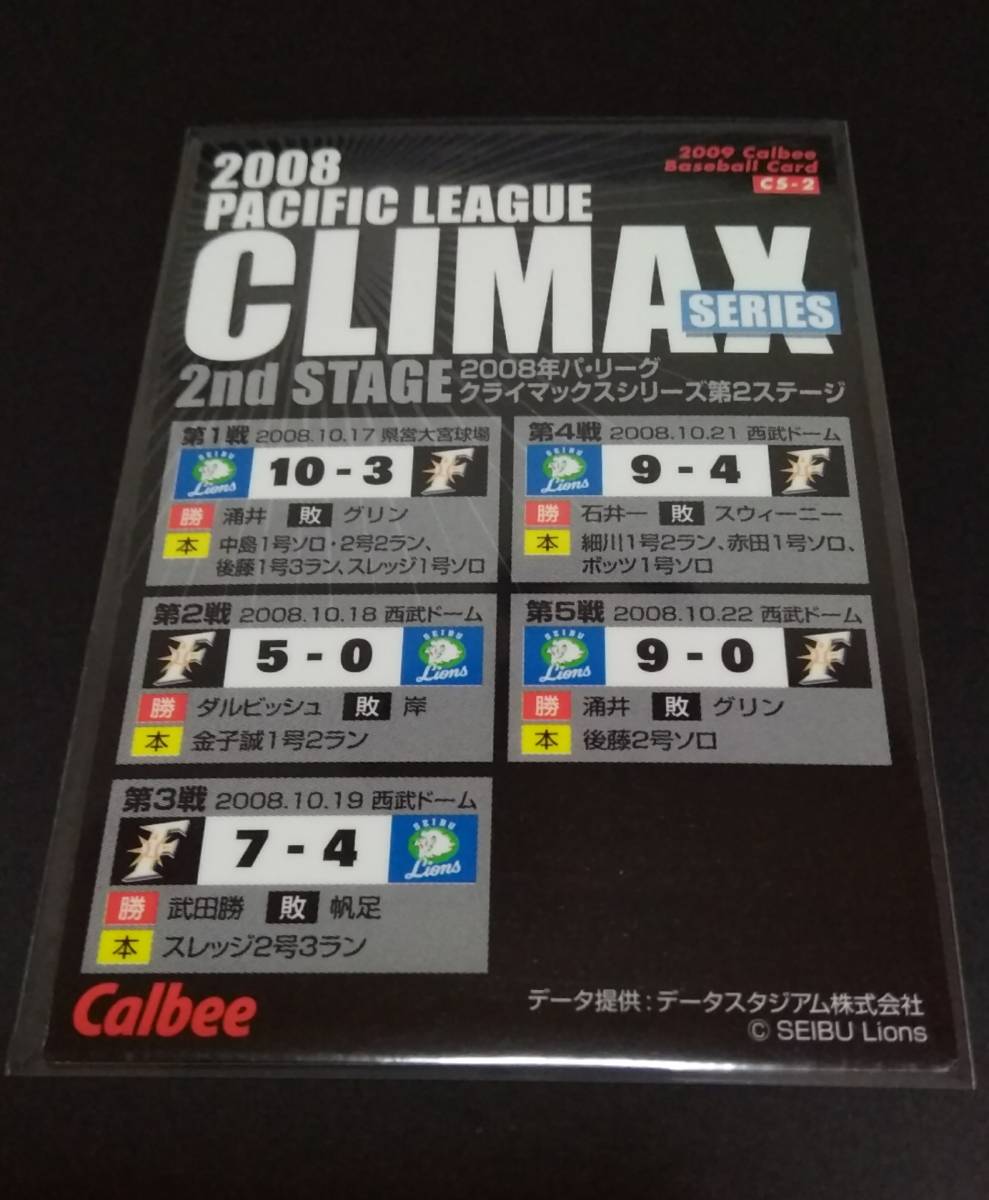 2008
PACIFIC LEAGUE
CLIMAX
SERIES
2nd STAGE
2009 Calbee
Baseball Card
CS-2
2008年パ・リーグ
クライマックスシリーズ第2ステージ
第1戦 2008.10.17 県営大宮球場
SEIBU Lions 10 - 3 F
勝 涌井 敗 グリン
本 中島1号ソロ・2号2ラン、
後藤1号3ラン、スレッジ1号ソロ
第2戦 2008.10.18 西武ドーム
F 5 - 0 SEIBU Lions
勝 ダルビッシュ 敗 岸
本 金子誠1号2ラン
第3戦 2008.10.19 西武ドーム
F 7 - 4 SEIBU Lions
勝 武田勝 敗 帆足
本 スレッジ2号3ラン
第4戦 2008.10.21 西武ドーム
SEIBU Lions 9 - 4 F
勝 石井一 敗 スウィーニー
本 細川1号2ラン、赤田1号ソロ、
ボッツ1号ソロ
第5戦 2008.10.22 西武ドーム
SEIBU Lions 9 - 0 F
勝 涌井 敗 グリン
本 後藤2号ソロ
Calbee
データ提供:データスタジアム株式会社
© SEIBU Lions